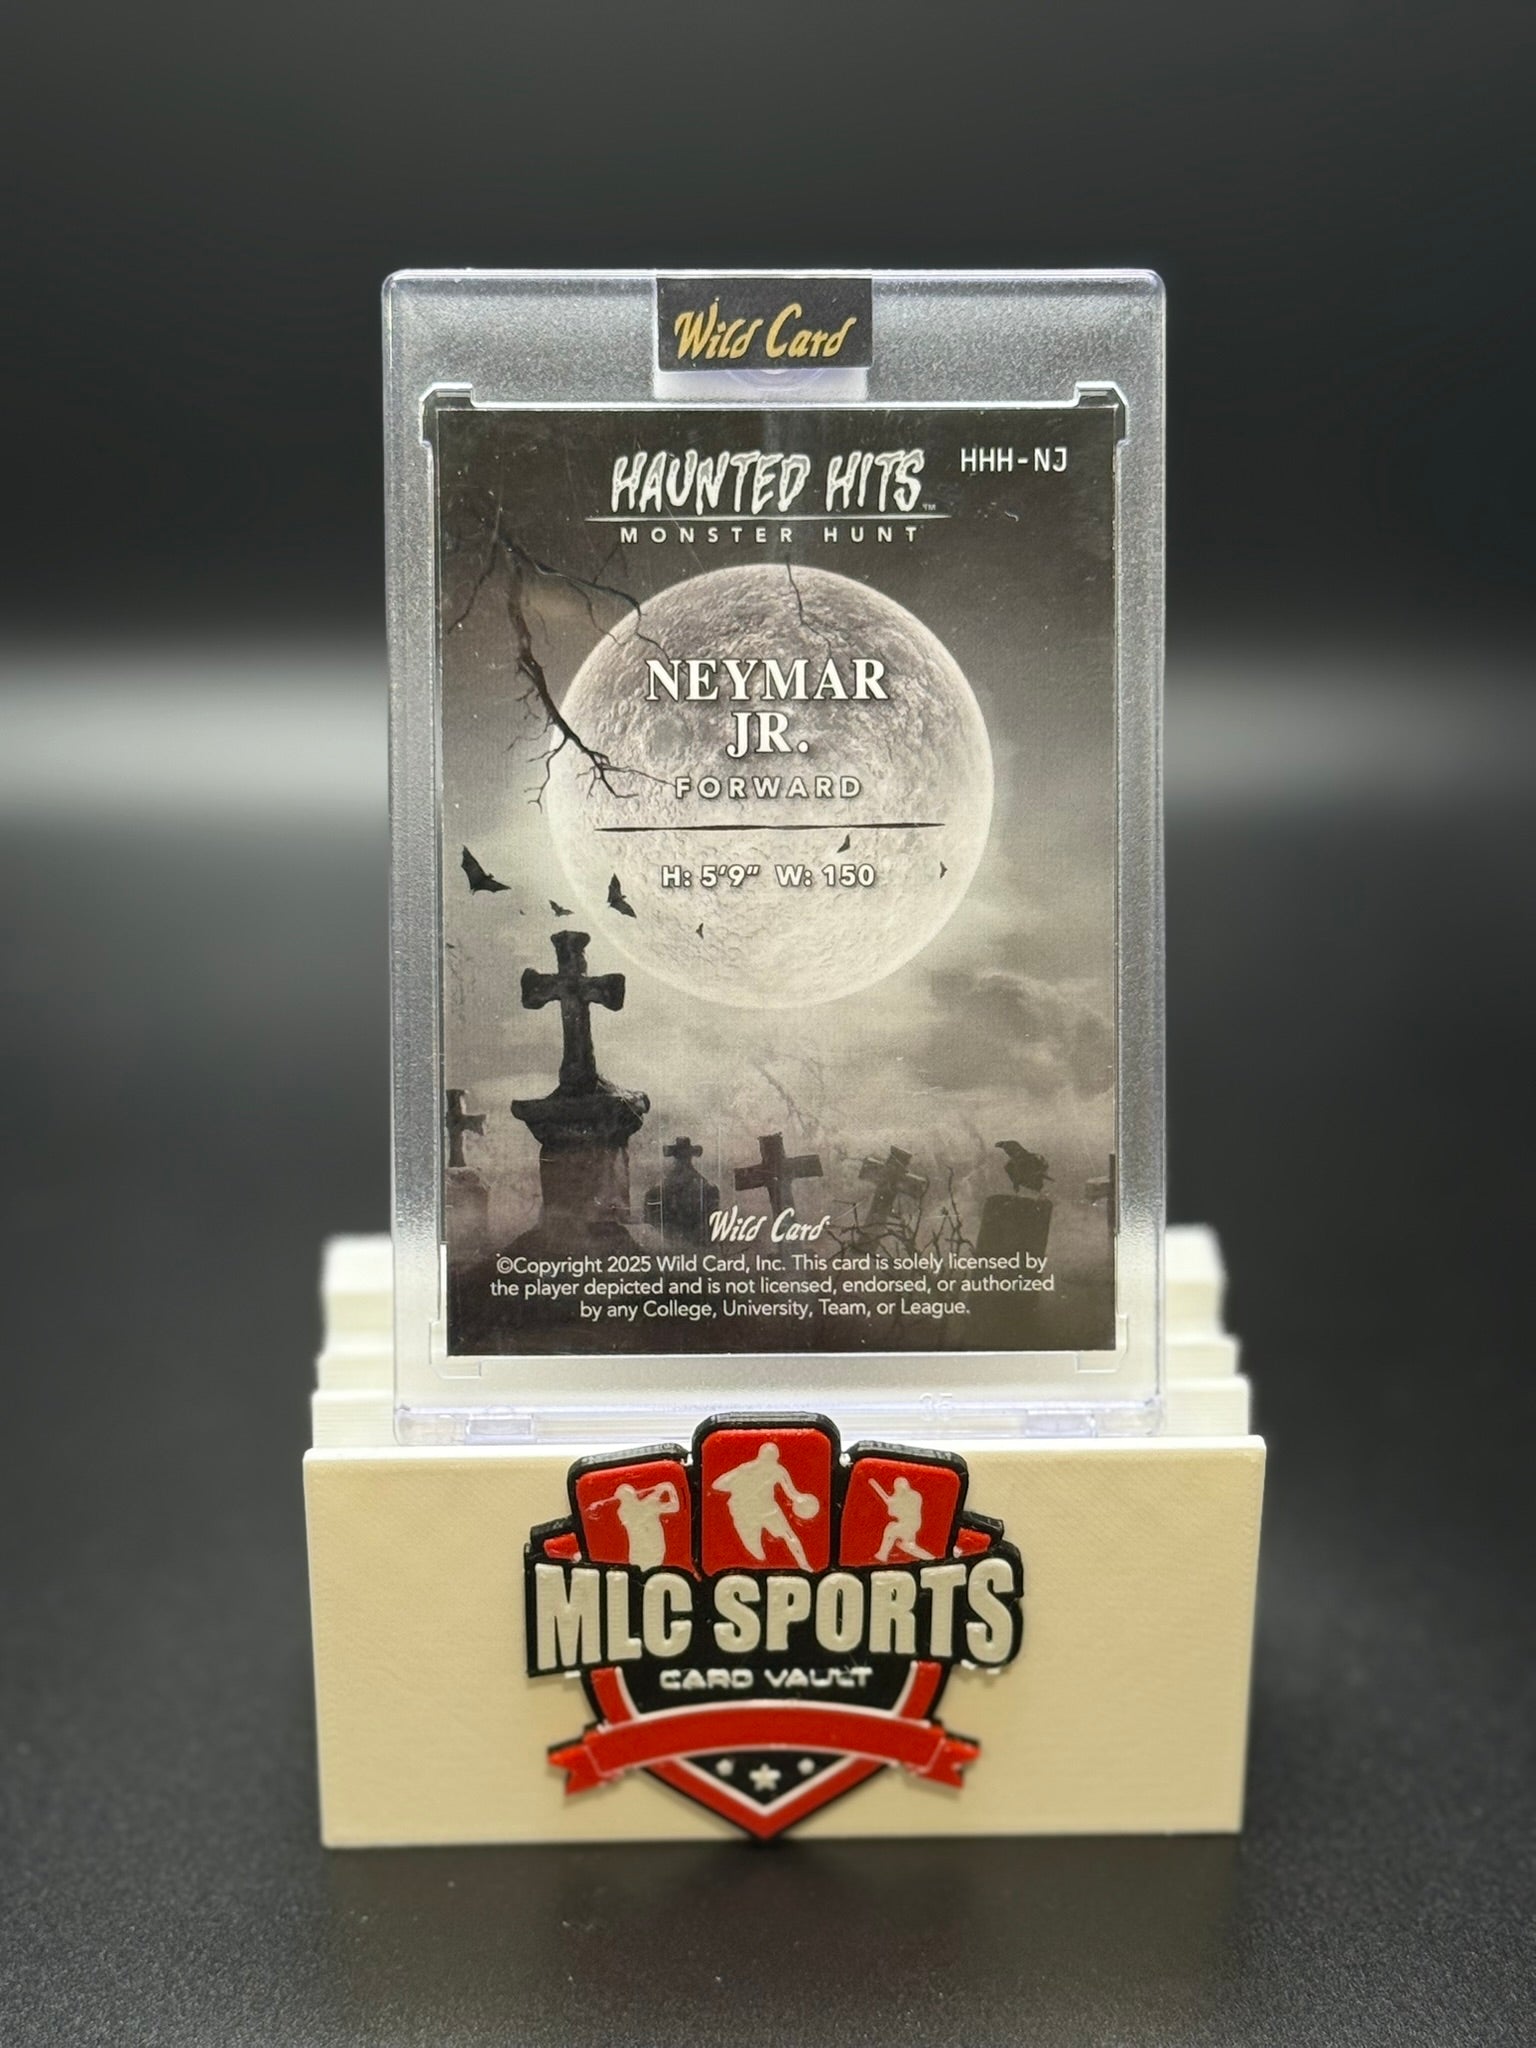 Wild Card
HAUNTED HITS™
HHH-NJ
MONSTER HUNT
NEYMAR
JR.
FORWARD
H: 5'9" W: 150
Wild Card
©Copyright 2025 Wild Card, Inc. This card is solely licensed by
the player depicted and is not licensed, endorsed, or authorized
by any College, University, Team, or League.
35
MLC SPORTS
CARD VAULT